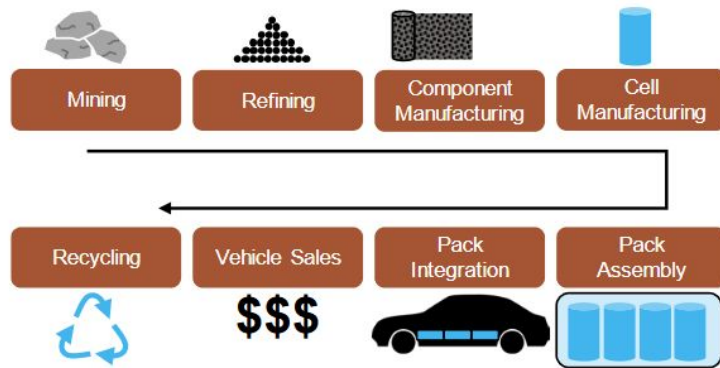 Mining
Refining
Component
Manufacturing
Cell
Manufacturing
Recycling
Vehicle Sales
Pack
Integration
Pack
Assembly
$$$